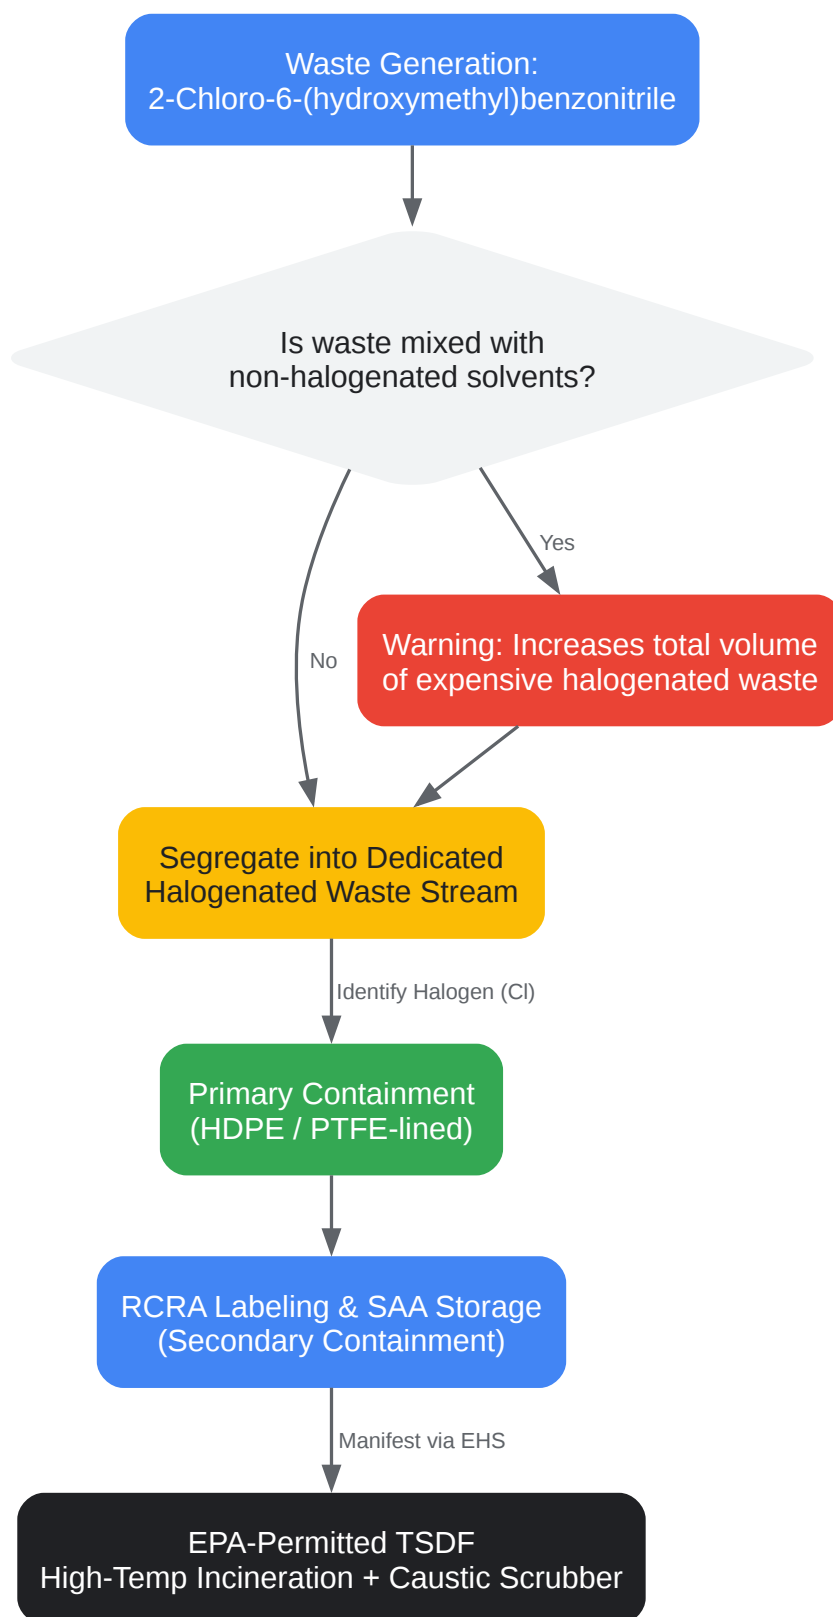 Waste Generation:
2-Chloro-6-(hydroxymethyl)benzonitrile
Is waste mixed with
non-halogenated solvents?
Yes
Warning: Increases total volume
of expensive halogenated waste
No
Segregate into Dedicated
Halogenated Waste Stream
Identify Halogen (Cl)
Primary Containment
(HDPE / PTFE-lined)
RCRA Labeling & SAA Storage
(Secondary Containment)
Manifest via EHS
EPA-Permitted TSDF
High-Temp Incineration + Caustic Scrubber